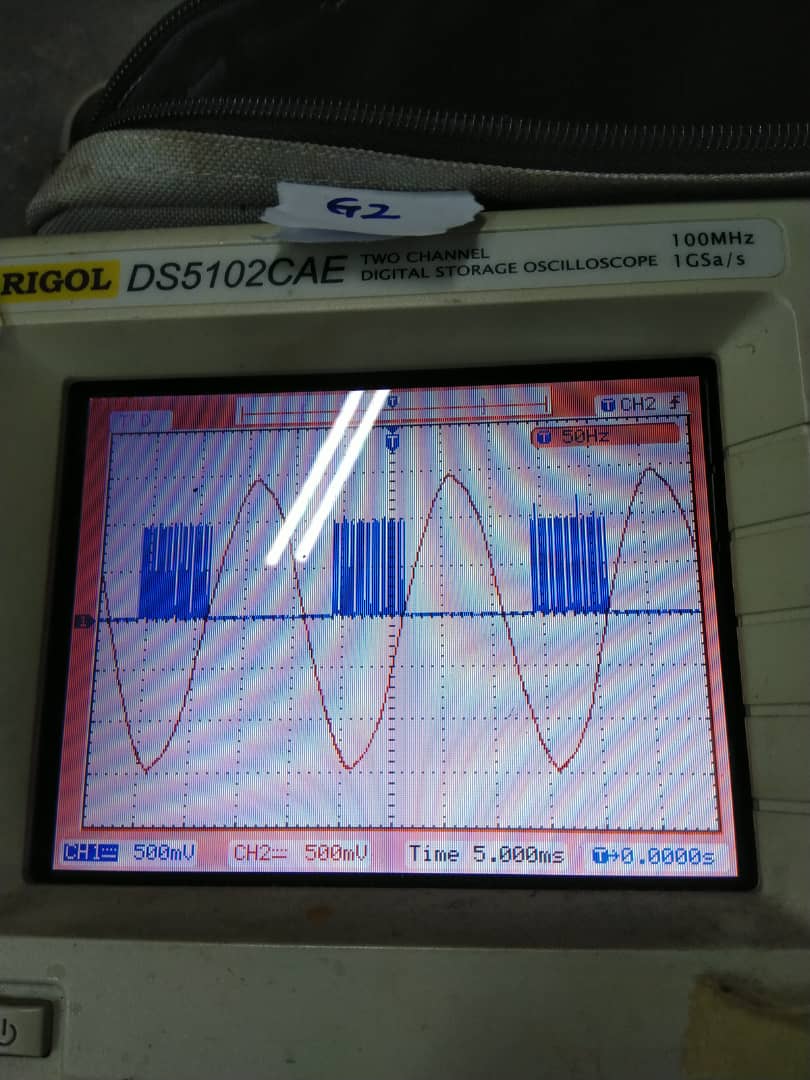 G2
RIGOL DS5102CAE TWO CHANNEL DIGITAL STORAGE OSCILLOSCOPE 100MHz 1GSa/s
T'D
T
T CH2
T 50Hz
T
1
CH1 500mV CH2 500mV Time 5.000ms T→0.0000s